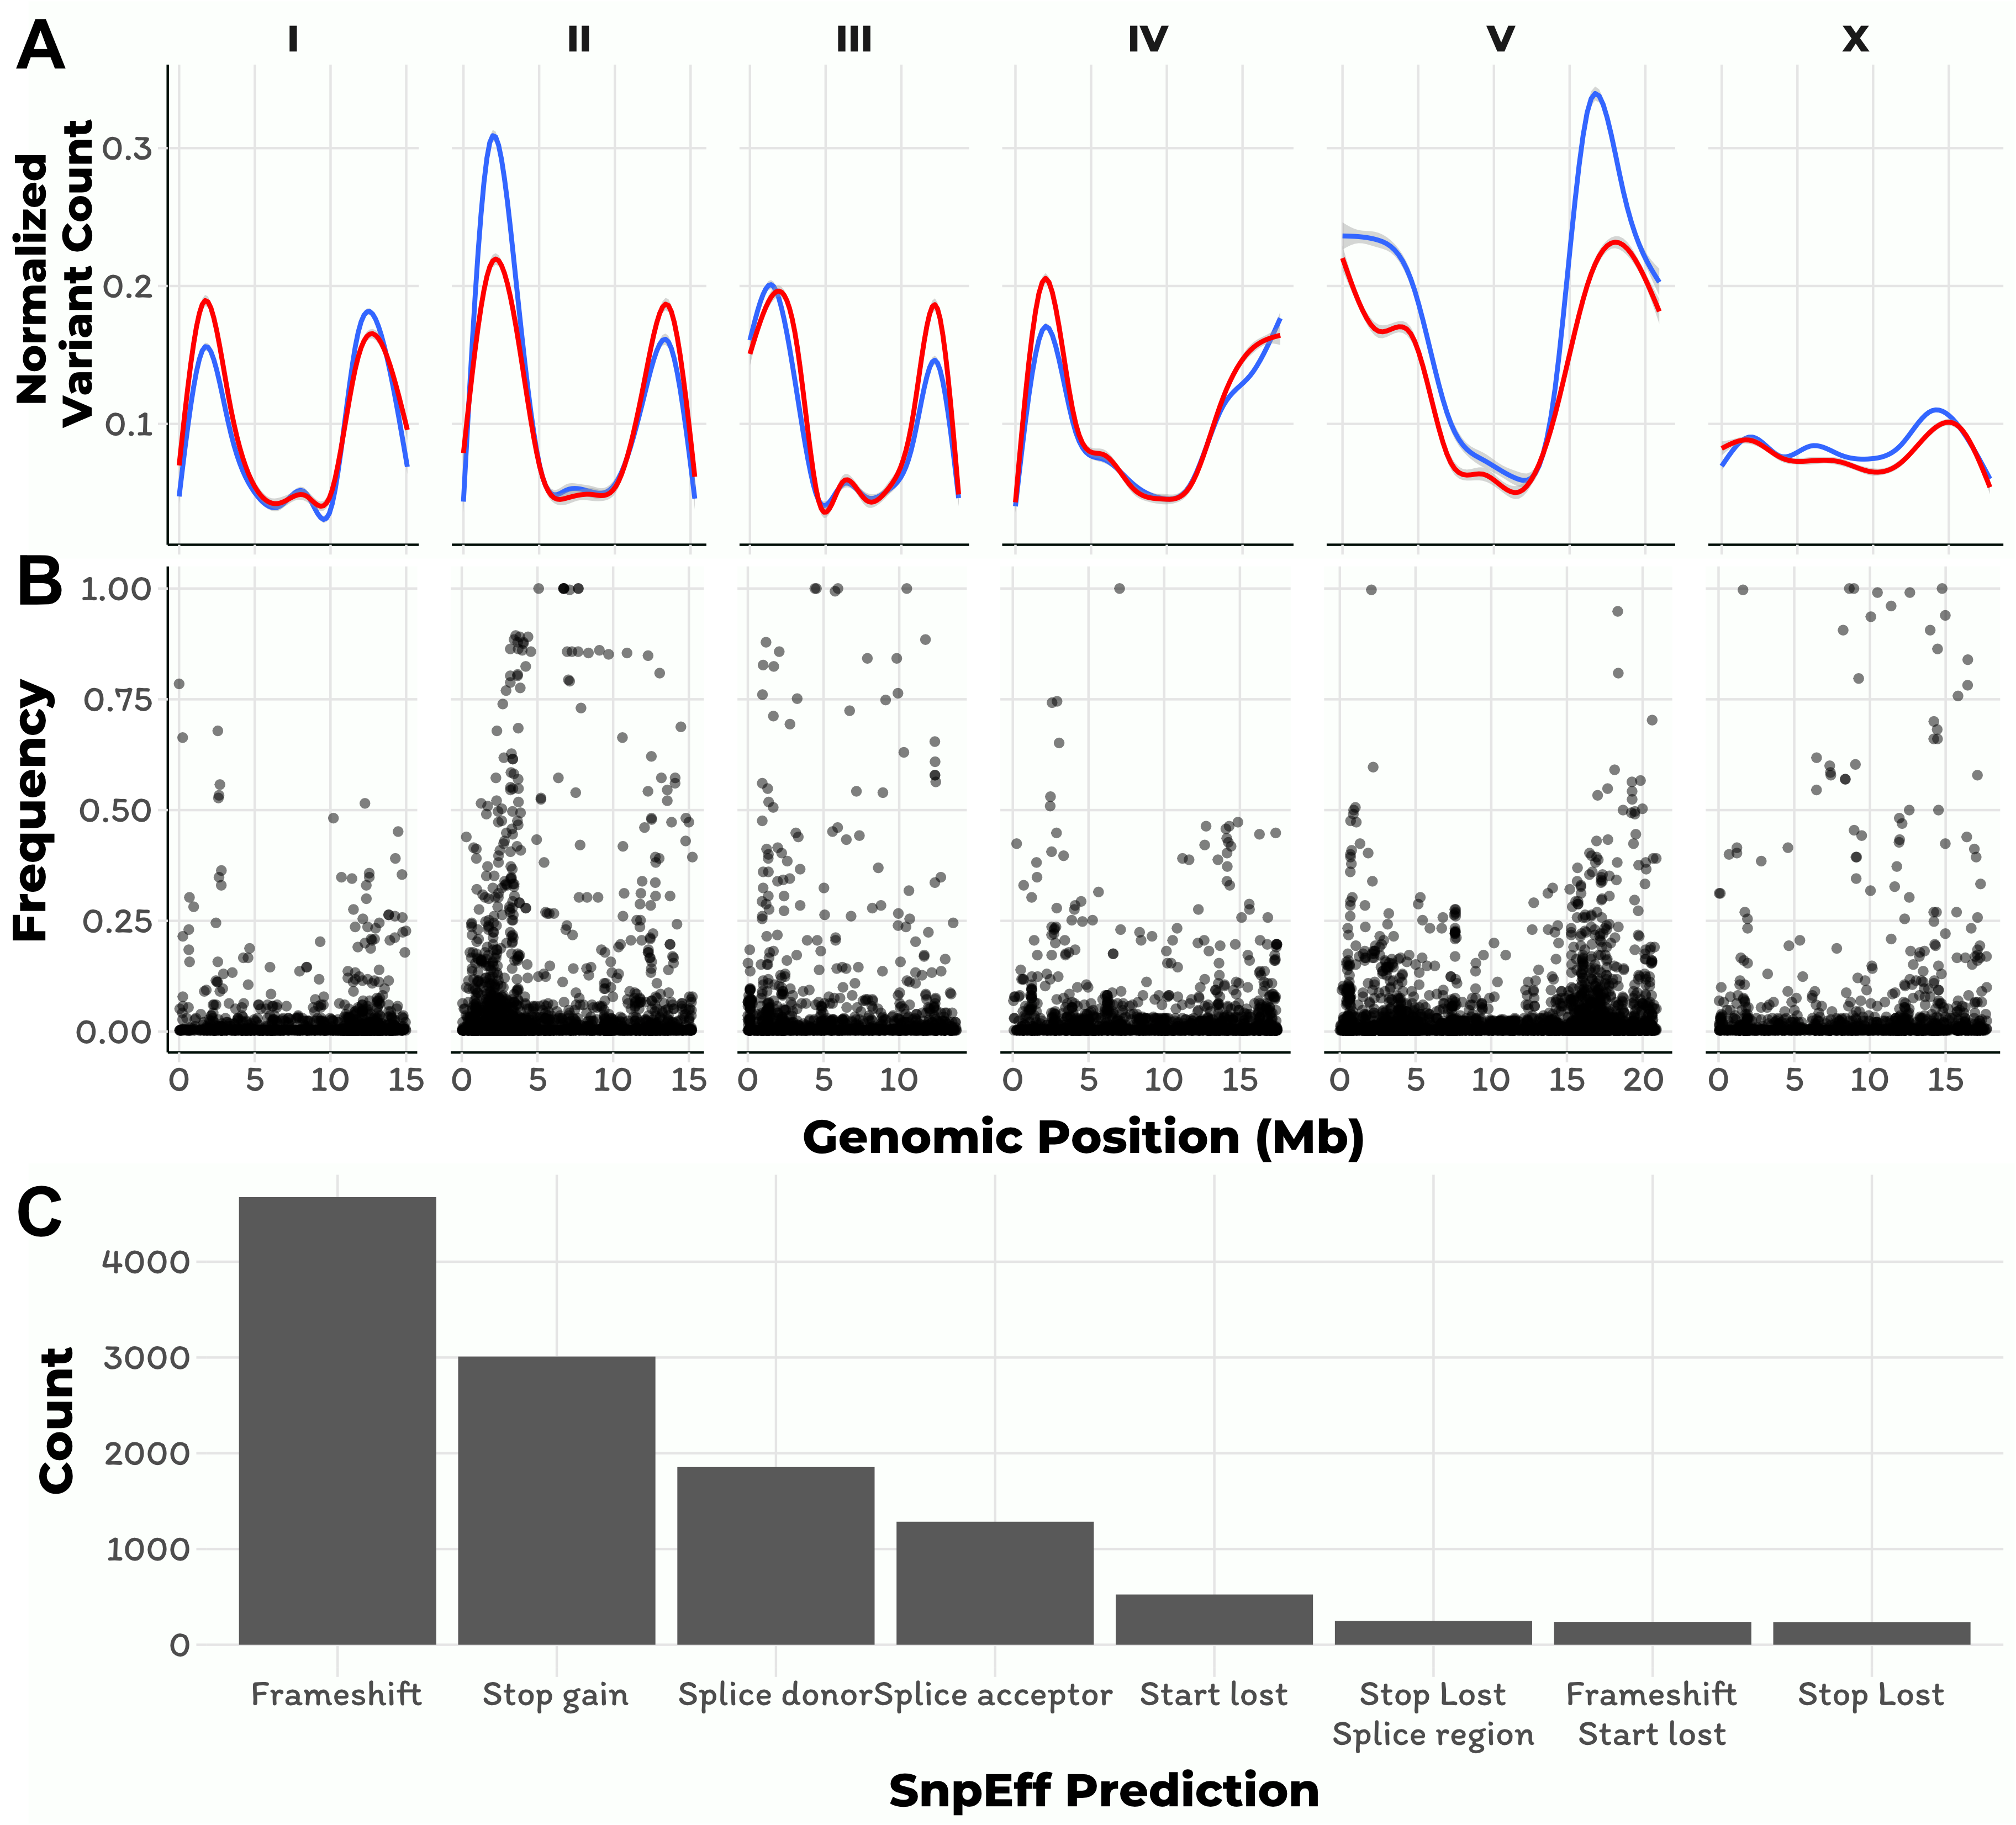 A
I II III IV V X
Normalized
Variant Count
0.3
0.2
0.1
B
Frequency
1.00
0.75
0.50
0.25
0.00
0 5 10 15 0 5 10 15 0 5 10 0 5 10 15 0 5 10 15 20 0 5 10 15
Genomic Position (Mb)
C
Count
4000
3000
2000
1000
0
Frameshift Stop gain Splice donor Splice acceptor Start lost Stop Lost Frameshift Stop Lost
Splice region Start lost
SnpEff Prediction